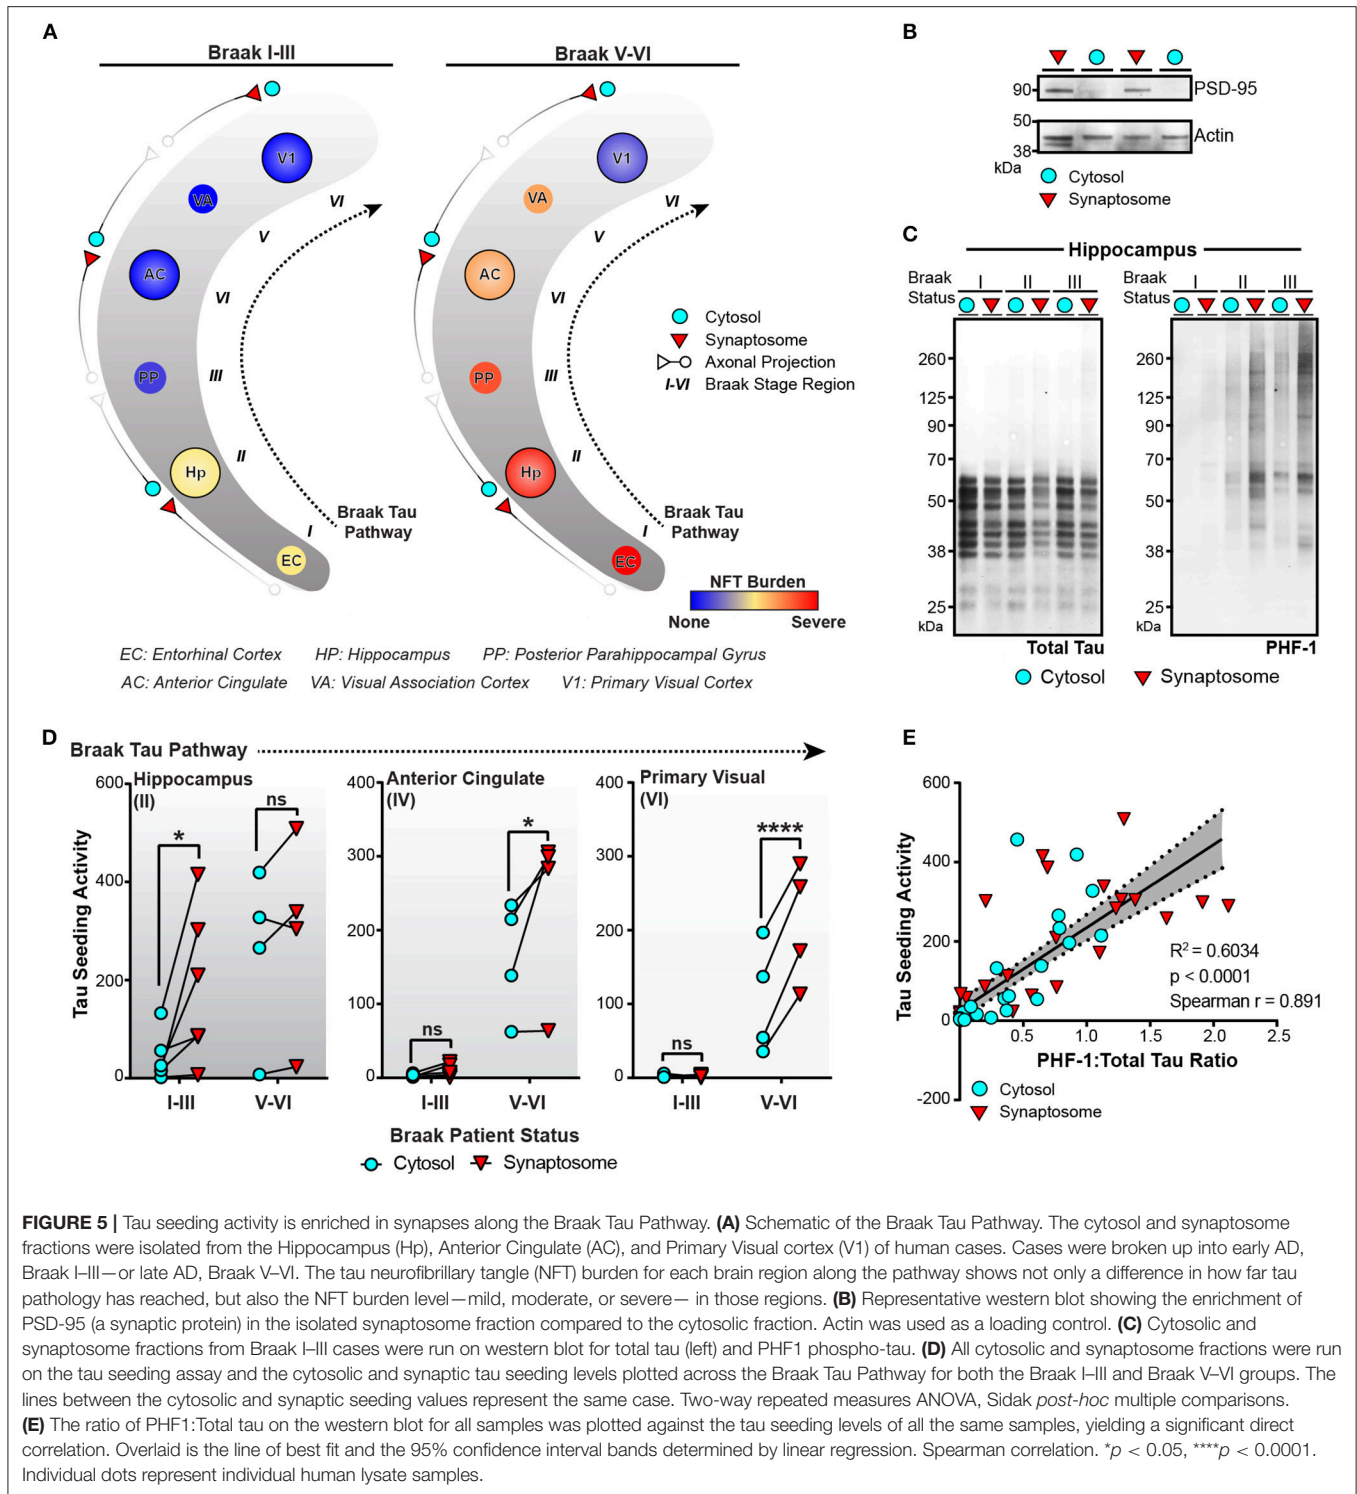 A
Braak I-III
Braak V-VI
V1
VA
AC
PP
Hp
EC
VI
V
VI
III
II
I
Braak Tau
Pathway
V1
VA
AC
PP
Hp
EC
VI
V
VI
III
II
I
Braak Tau
Pathway
Cytosol
Synaptosome
Axonal Projection
I-VI Braak Stage Region
NFT Burden
None Severe
EC: Entorhinal Cortex HP: Hippocampus PP: Posterior Parahippocampal Gyrus
AC: Anterior Cingulate VA: Visual Association Cortex V1: Primary Visual Cortex
B
90 PSD-95
50
Actin
38
kDa
Cytosol
Synaptosome
C
Hippocampus
Braak
Status
I II III
260
125
90
70
50
38
25
kDa
Total Tau
Braak
Status
I II III
260
125
90
70
50
38
25
kDa
PHF-1
Cytosol Synaptosome
D
Braak Tau Pathway
Tau Seeding Activity
Hippocampus
(II)
600
400
200
0
* ns
I-III V-VI
Anterior Cingulate
(IV)
400
300
200
100
0
ns *
I-III V-VI
Primary Visual
(VI)
400
300
200
100
0
ns ****
I-III V-VI
Braak Patient Status
Cytosol Synaptosome
E
Tau Seeding Activity
600
400
200
0
-200
0.5 1.0 1.5 2.0 2.5
PHF-1:Total Tau Ratio
R² = 0.6034
p < 0.0001
Spearman r = 0.891
Cytosol
Synaptosome
FIGURE 5 | Tau seeding activity is enriched in synapses along the Braak Tau Pathway. (A) Schematic of the Braak Tau Pathway. The cytosol and synaptosome
fractions were isolated from the Hippocampus (Hp), Anterior Cingulate (AC), and Primary Visual cortex (V1) of human cases. Cases were broken up into early AD,
Braak I–III—or late AD, Braak V–VI. The tau neurofibrillary tangle (NFT) burden for each brain region along the pathway shows not only a difference in how far tau
pathology has reached, but also the NFT burden level—mild, moderate, or severe— in those regions. (B) Representative western blot showing the enrichment of
PSD-95 (a synaptic protein) in the isolated synaptosome fraction compared to the cytosolic fraction. Actin was used as a loading control. (C) Cytosolic and
synaptosome fractions from Braak I–III cases were run on western blot for total tau (left) and PHF1 phospho-tau. (D) All cytosolic and synaptosome fractions were run
on the tau seeding assay and the cytosolic and synaptic tau seeding levels plotted across the Braak Tau Pathway for both the Braak I–III and Braak V–VI groups. The
lines between the cytosolic and synaptic seeding values represent the same case. Two-way repeated measures ANOVA, Sidak post-hoc multiple comparisons.
(E) The ratio of PHF1:Total tau on the western blot for all samples was plotted against the tau seeding levels of all the same samples, yielding a significant direct
correlation. Overlaid is the line of best fit and the 95% confidence interval bands determined by linear regression. Spearman correlation. *p < 0.05, ****p < 0.0001.
Individual dots represent individual human lysate samples.